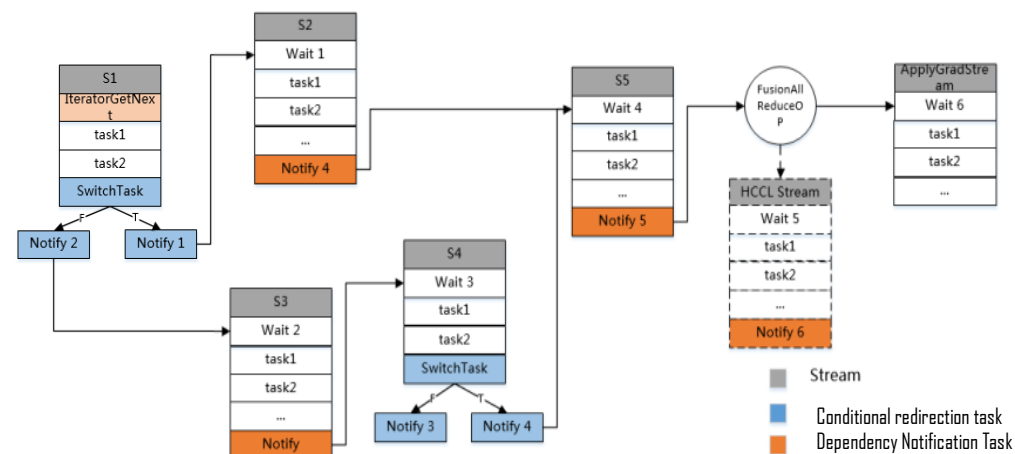 S1
IteratorGetNex
t
task1
task2
SwitchTask
F
T
Notify 2
Notify 1
S2
Wait 1
task1
task2
...
Notify 4
S3
Wait 2
task1
task2
...
Notify
S4
Wait 3
task1
task2
SwitchTask
F
T
Notify 3
Notify 4
S5
Wait 4
task1
task2
...
Notify 5
FusionAll
ReduceO
P
HCCL Stream
Wait 5
task1
task2
...
Notify 6
ApplyGradStre
am
Wait 6
task1
task2
...
Stream
Conditional redirection task
Dependency Notification Task